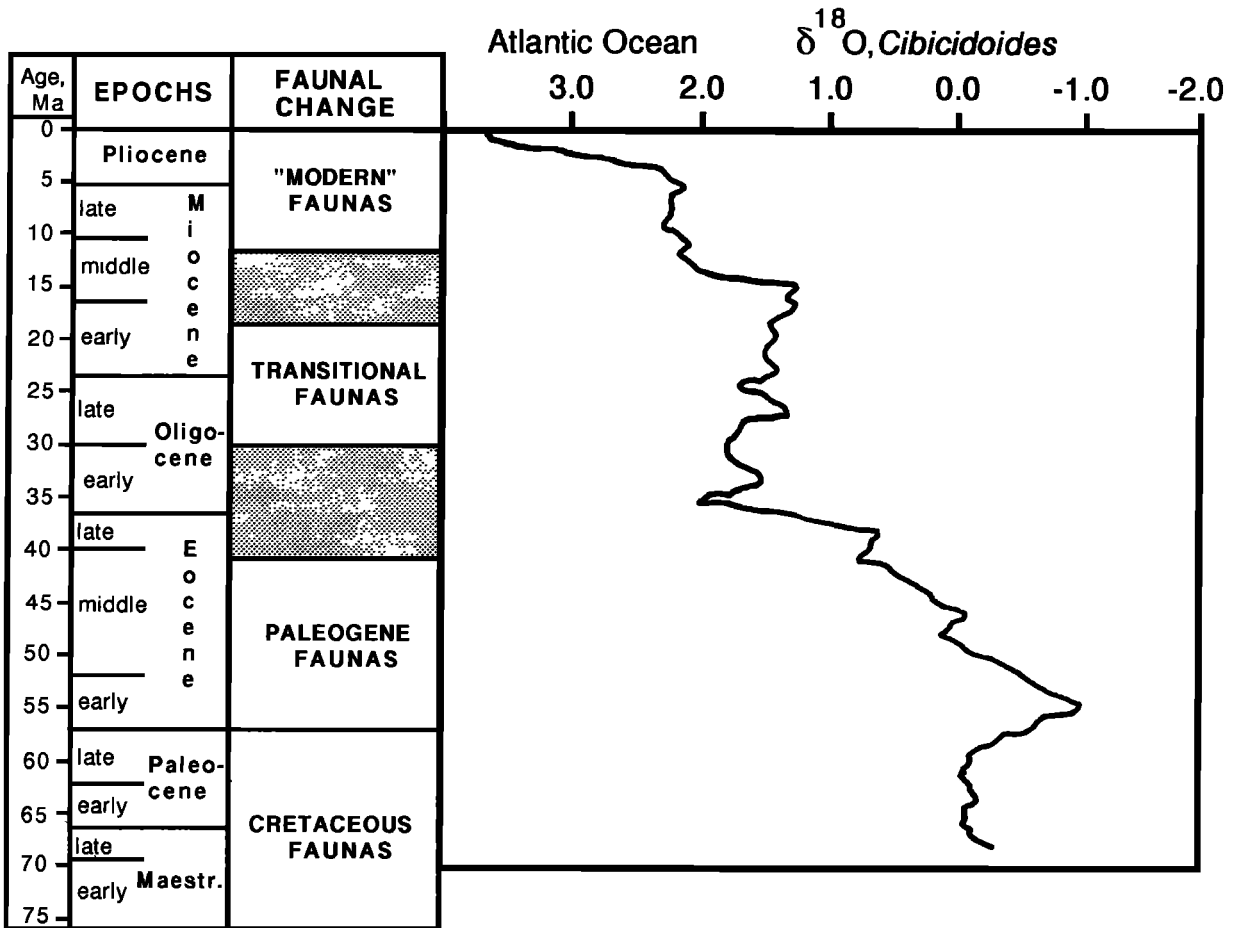 Atlantic Ocean δ18O, Cibicidoides
3.0 2.0 1.0 0.0 -1.0 -2.0
Age, Ma
EPOCHS
FAUNAL
CHANGE
0
5
10
15
20
25
30
35
40
45
50
55
60
65
70
75
Pliocene
late
middle
early
Miocene
late
early
Oligo-
cene
late
middle
early
Eocene
late
early
Paleo-
cene
late
early
Maestr.
"MODERN"
FAUNAS
TRANSITIONAL
FAUNAS
PALEOGENE
FAUNAS
CRETACEOUS
FAUNAS